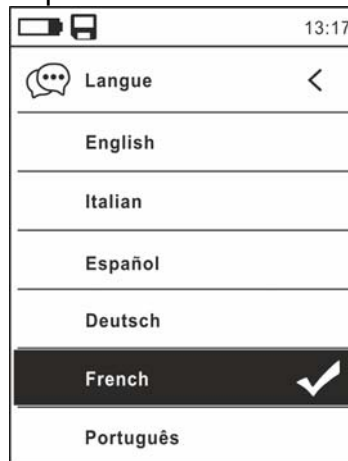 13:17
Langue
English
Italian
Español
Deutsch
French
Português